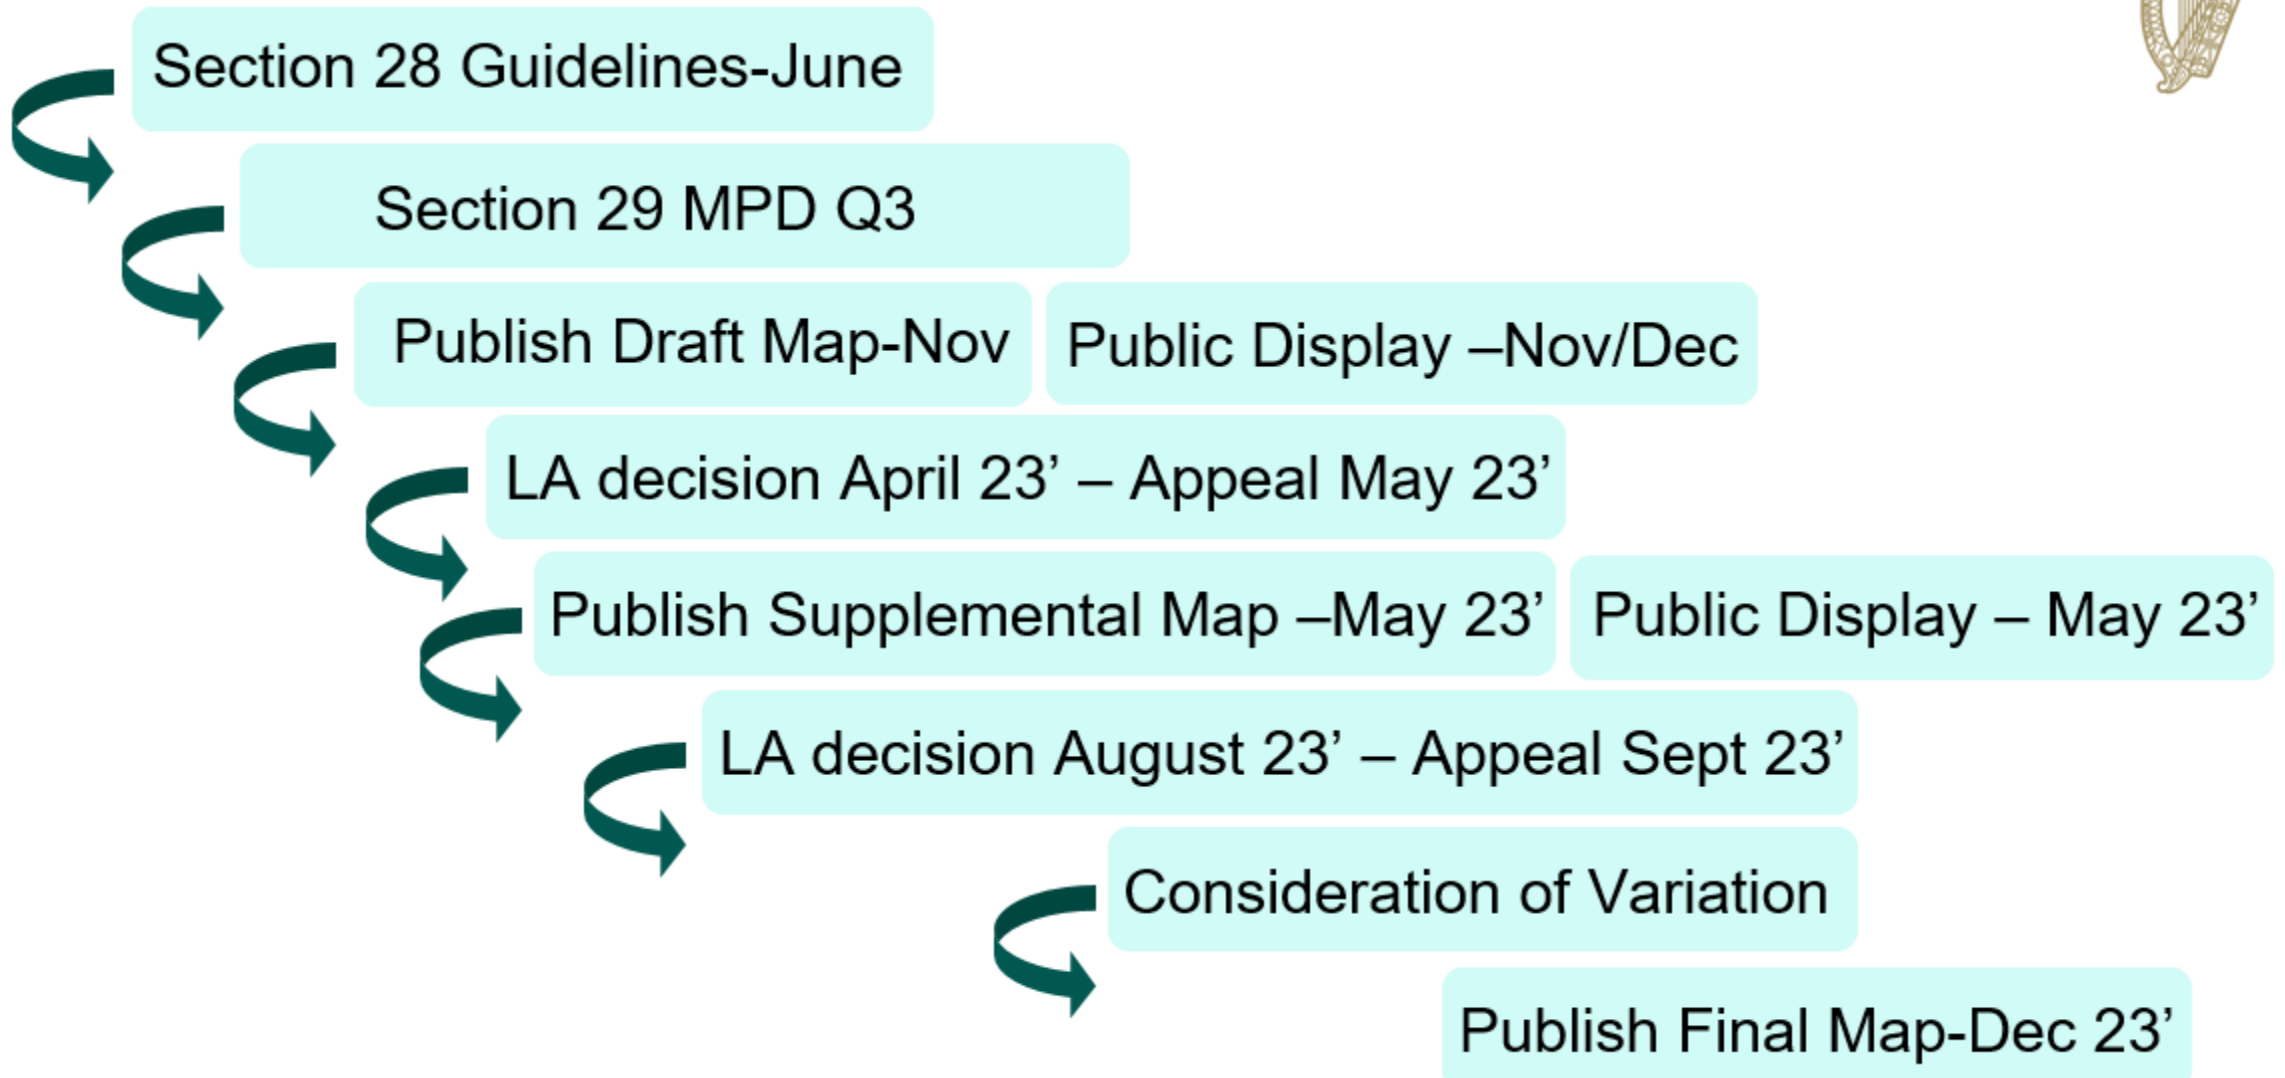 Section 28 Guidelines-June
Section 29 MPD Q3
Publish Draft Map-Nov
Public Display –Nov/Dec
LA decision April 23’ – Appeal May 23’
Publish Supplemental Map –May 23’
Public Display – May 23’
LA decision August 23’ – Appeal Sept 23’
Consideration of Variation
Publish Final Map-Dec 23’